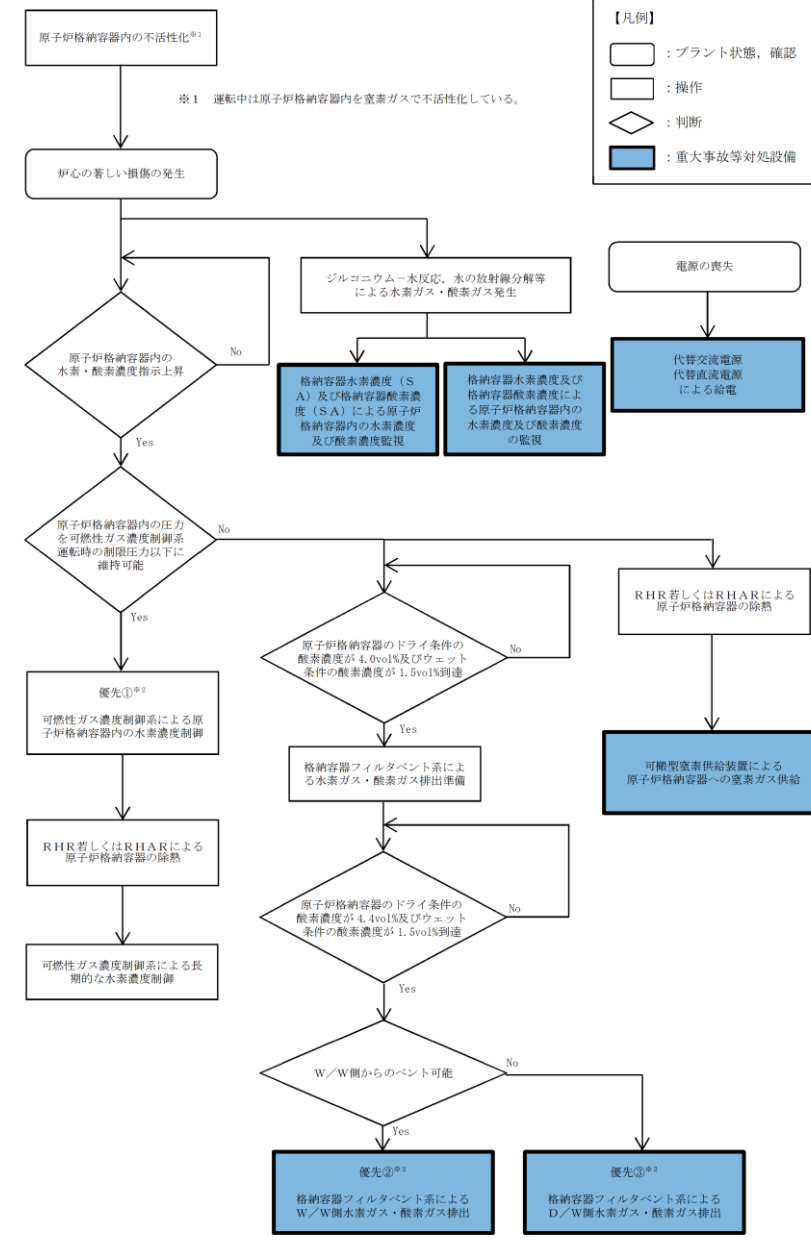 原子炉格納容器内の不活性化※1
【凡例】
：プラント状態，確認
：操作
：判断
：重大事故等対処設備
※1　運転中は原子炉格納容器内を窒素ガスで不活性化している。
炉心の著しい損傷の発生
ジルコニウム－水反応，水の放射線分解等
による水素ガス・酸素ガス発生
電源の喪失
原子炉格納容器内の
水素・酸素濃度指示上昇
No
Yes
格納容器水素濃度（Ｓ
Ａ）及び格納容器酸素濃
度（ＳＡ）による原子炉
格納容器内の水素濃度
及び酸素濃度監視
格納容器水素濃度及び
格納容器酸素濃度によ
る原子炉格納容器内の
水素濃度及び酸素濃度
の監視
代替交流電源
代替直流電源
による給電
原子炉格納容器内の圧力
を可燃性ガス濃度制御系
運転時の制限圧力以下に
維持可能
No
Yes
優先①※2
可燃性ガス濃度制御系による原
子炉格納容器内の水素濃度制御
ＲＨＲ若しくはＲＨＡＲによる
原子炉格納容器の除熱
可燃性ガス濃度制御系による長
期的な水素濃度制御
原子炉格納容器のドライ条件の
酸素濃度が 4.0vol%及びウェット
条件の酸素濃度が 1.5vol%到達
No
Yes
格納容器フィルタベント系によ
る水素ガス・酸素ガス排出準備
原子炉格納容器のドライ条件の
酸素濃度が 4.4vol%及びウェット
条件の酸素濃度が 1.5vol%到達
No
Yes
Ｗ／Ｗ側からのベント可能
No
Yes
優先②※2
格納容器フィルタベント系による
Ｗ／Ｗ側水素ガス・酸素ガス排出
優先③※2
格納容器フィルタベント系による
Ｄ／Ｗ側水素ガス・酸素ガス排出
ＲＨＲ若しくはＲＨＡＲによる
原子炉格納容器の除熱
可搬型窒素供給装置による
原子炉格納容器への窒素ガス供給